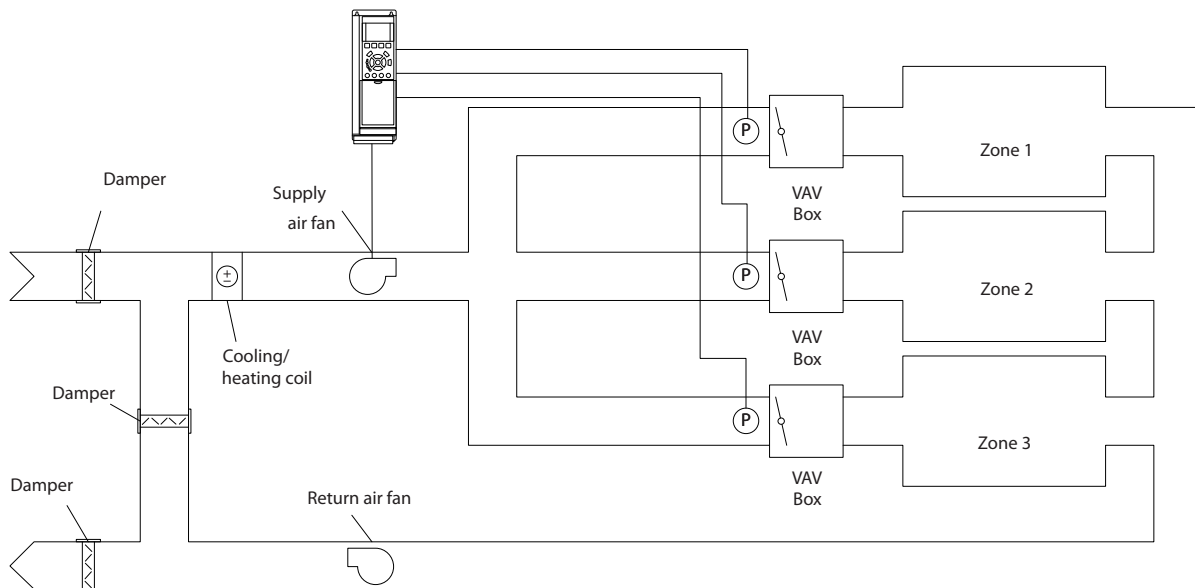 Damper
Supply
air fan
P
VAV
Box
Zone 1
±
P
VAV
Box
Zone 2
Cooling/
heating coil
Damper
P
VAV
Box
Zone 3
Damper
Return air fan